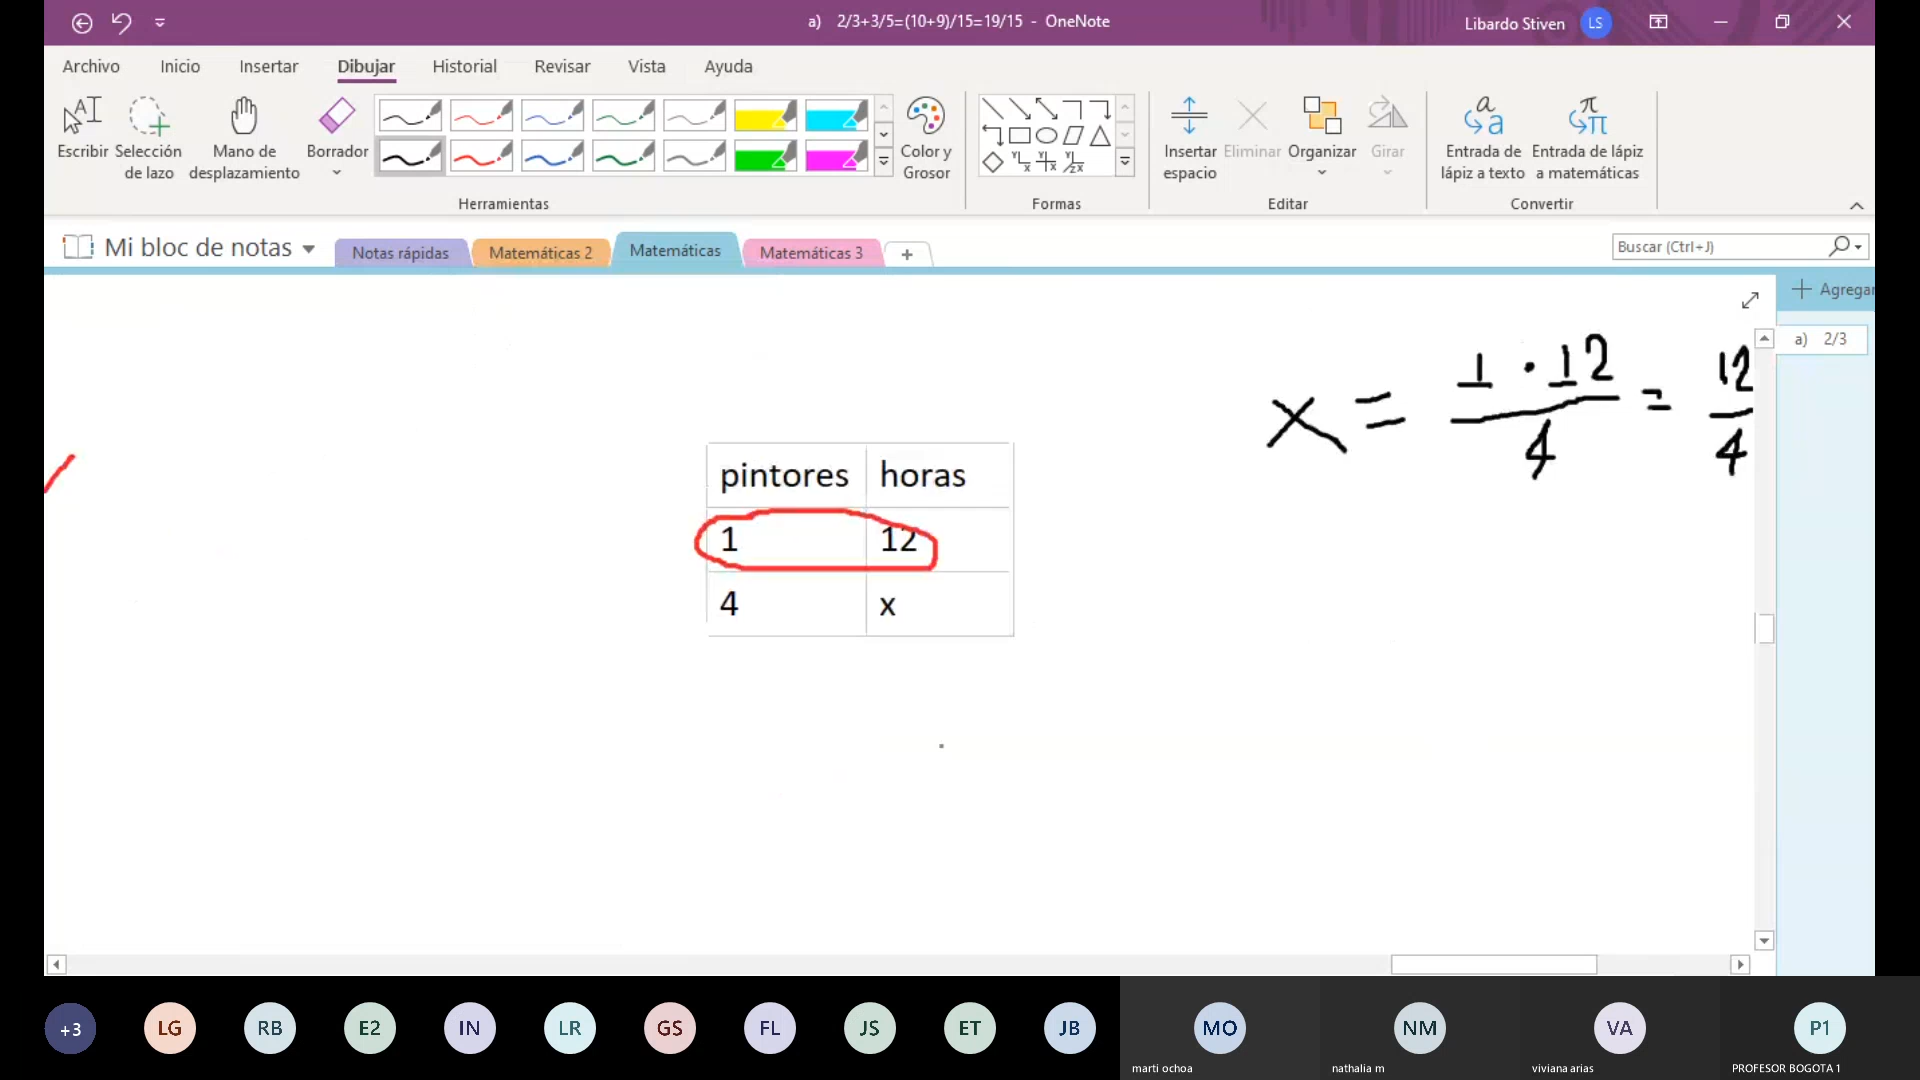 a) 2/3+3/5=(10+9)/15=19/15 - OneNote
Libardo Stiven LS
Archivo Inicio Insertar Dibujar Historial Revisar Vista Ayuda
Escribir
Selección de lazo
Mano de desplazamiento
Borrador
Color y Grosor
Insertar espacio
Eliminar
Organizar
Girar
Entrada de lápiz a texto
Entrada de lápiz a matemáticas
Herramientas Formas Editar Convertir
Mi bloc de notas
Notas rápidas Matemáticas 2 Matemáticas Matemáticas 3 +
Buscar (Ctrl+J)
Agregar
a) 2/3
x = 1 · 12 / 4 = 12 / 4
pintores horas
1 12
4 x
+3 LG RB E2 IN LR GS FL JS ET JB MO NM VA P1
marti ochoa nathalia m viviana arias PROFESOR BOGOTA 1